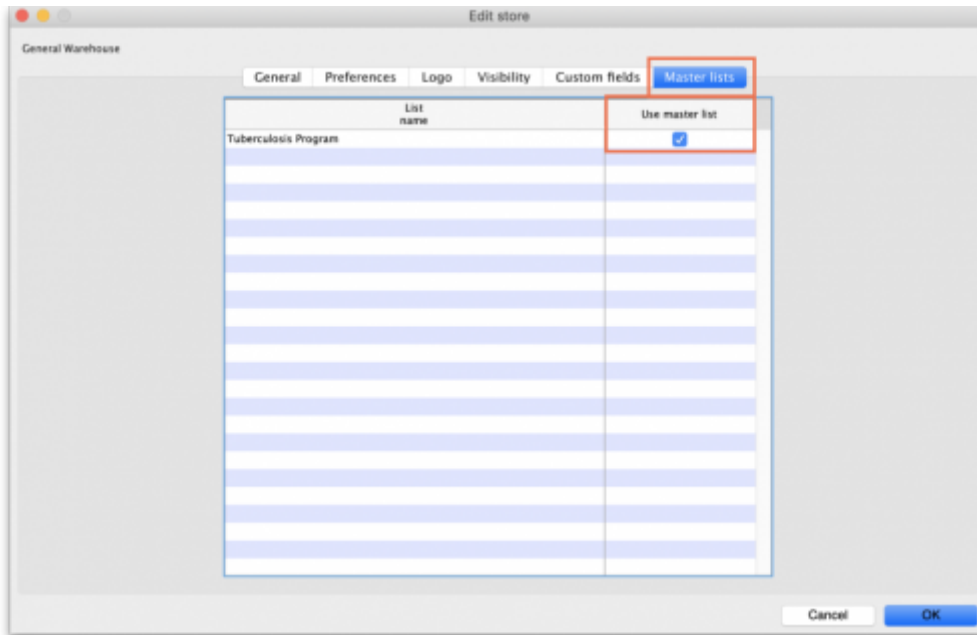 Edit store
General Warehouse
General Preferences Logo Visibility Custom fields Master lists
List
name
Use master list
Tuberculosis Program
Cancel OK